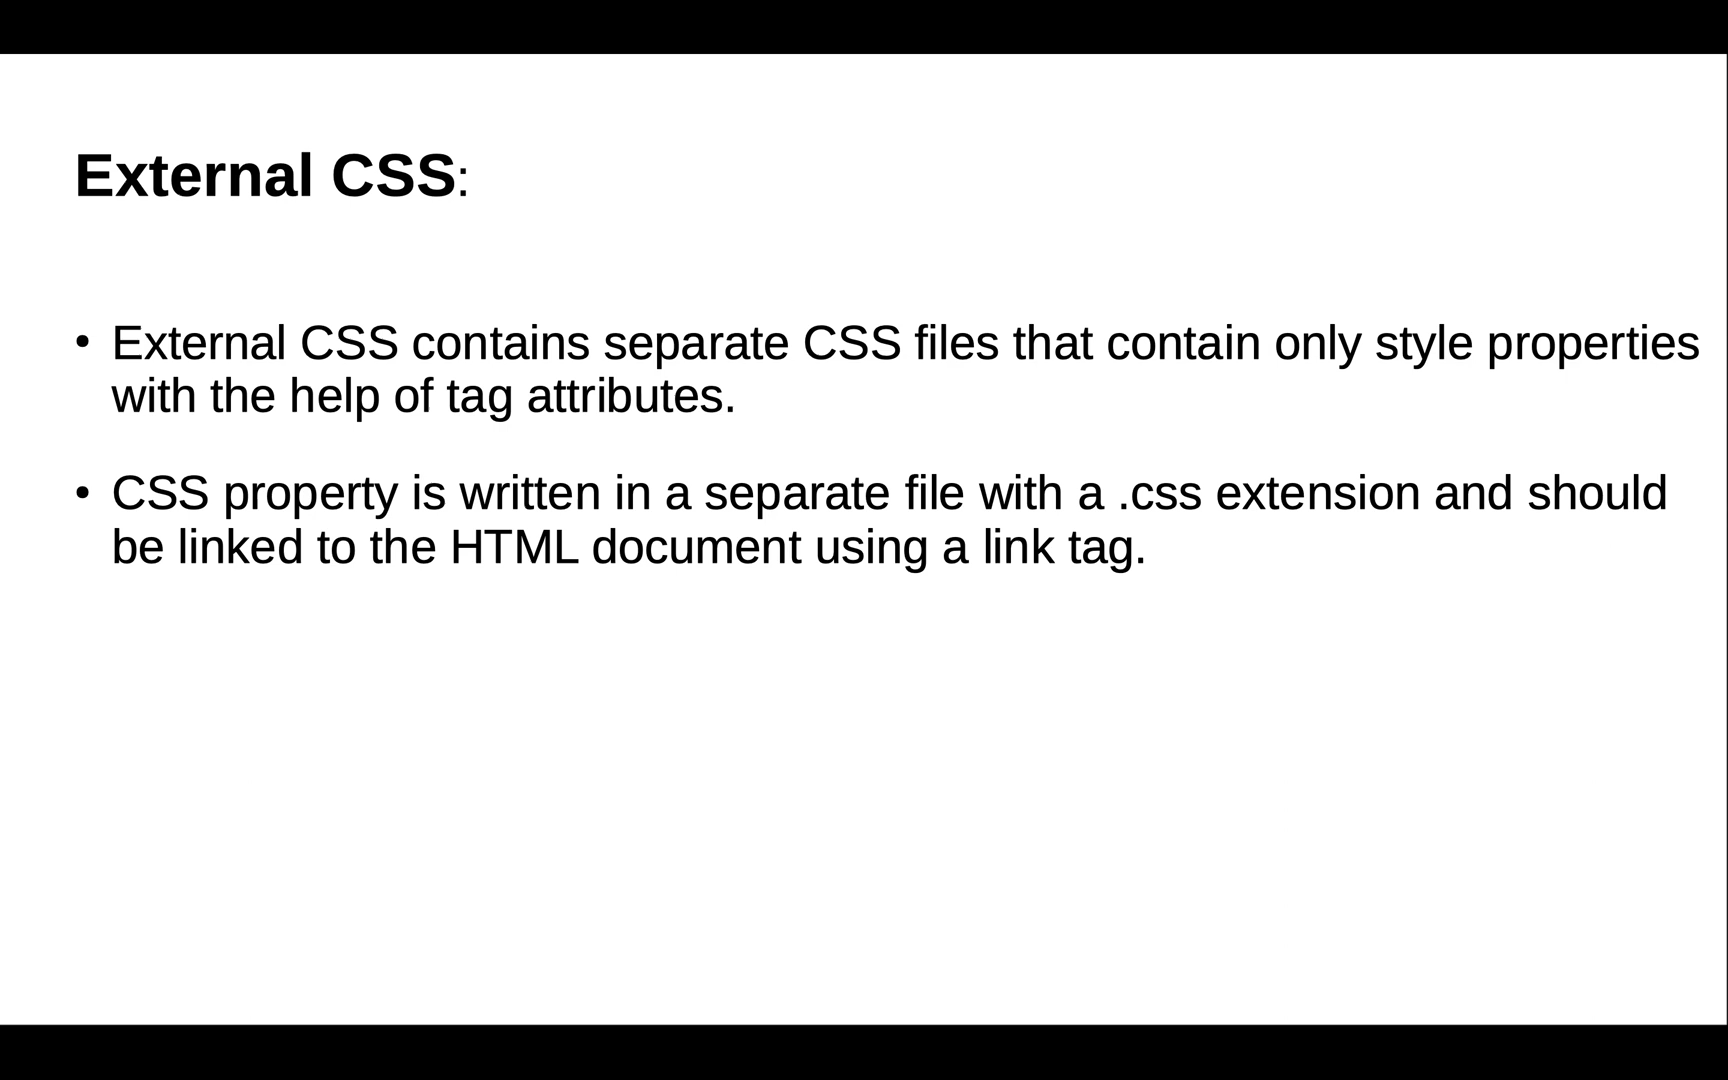 External CSS:
• External CSS contains separate CSS files that contain only style properties
with the help of tag attributes.
• CSS property is written in a separate file with a .css extension and should
be linked to the HTML document using a link tag.